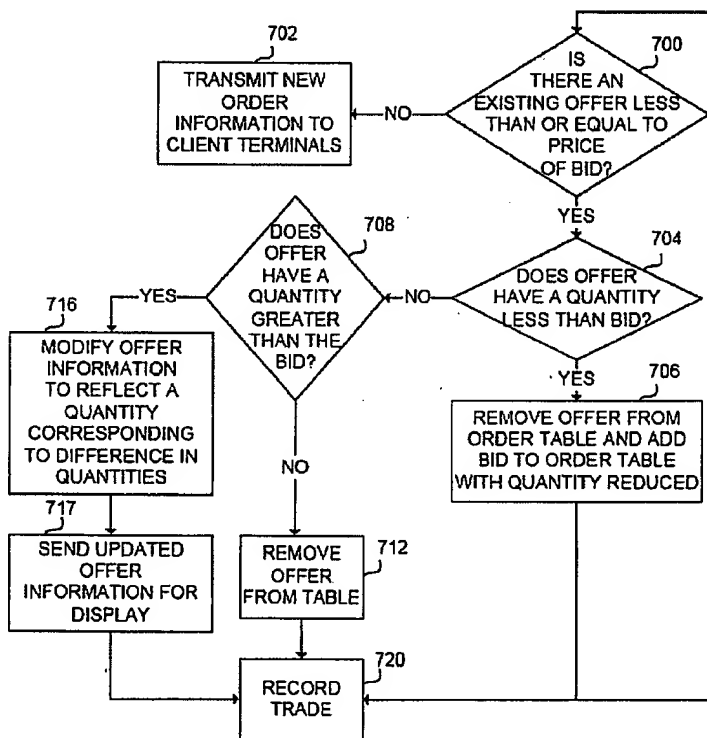 702
TRANSMIT NEW
ORDER
INFORMATION TO
CLIENT TERMINALS
NO
700
IS
THERE AN
EXISTING OFFER LESS
THAN OR EQUAL TO
PRICE
OF BID?
YES
704
DOES OFFER
HAVE A QUANTITY
LESS THAN BID?
NO
708
DOES
OFFER
HAVE A
QUANTITY
GREATER
THAN THE
BID?
YES
716
MODIFY OFFER
INFORMATION
TO REFLECT A
QUANTITY
CORRESPONDING
TO DIFFERENCE IN
QUANTITIES
YES
706
REMOVE OFFER FROM
ORDER TABLE AND ADD
BID TO ORDER TABLE
WITH QUANTITY REDUCED
NO
717
SEND UPDATED
OFFER
INFORMATION FOR
DISPLAY
712
REMOVE
OFFER
FROM TABLE
720
RECORD
TRADE